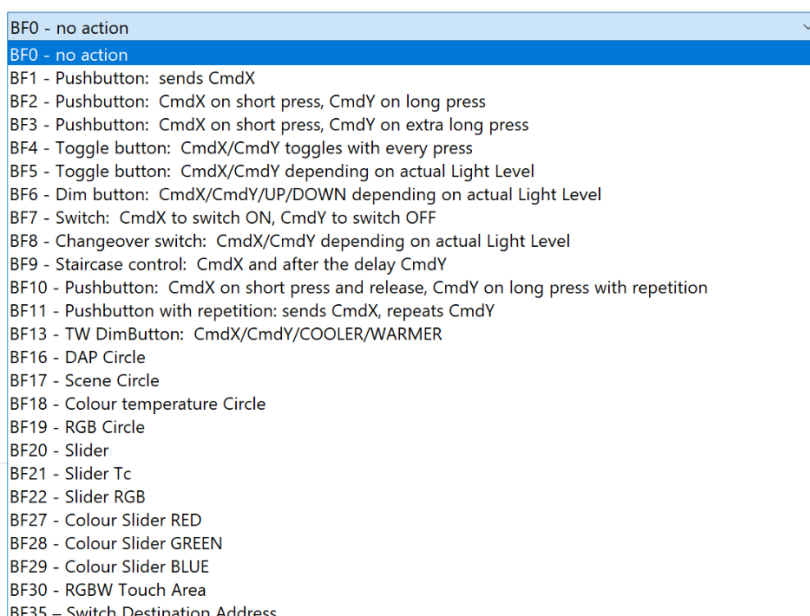 BF0 - no action
BF0 - no action
BF1 - Pushbutton:  sends CmdX
BF2 - Pushbutton:  CmdX on short press, CmdY on long press
BF3 - Pushbutton:  CmdX on short press, CmdY on extra long press
BF4 - Toggle button:  CmdX/CmdY toggles with every press
BF5 - Toggle button:  CmdX/CmdY depending on actual Light Level
BF6 - Dim button:  CmdX/CmdY/UP/DOWN depending on actual Light Level
BF7 - Switch:  CmdX to switch ON, CmdY to switch OFF
BF8 - Changeover switch:  CmdX/CmdY depending on actual Light Level
BF9 - Staircase control:  CmdX and after the delay CmdY
BF10 - Pushbutton:  CmdX on short press and release, CmdY on long press with repetition
BF11 - Pushbutton with repetition: sends CmdX, repeats CmdY
BF13 - TW DimButton:  CmdX/CmdY/COOLER/WARMER
BF16 - DAP Circle
BF17 - Scene Circle
BF18 - Colour temperature Circle
BF19 - RGB Circle
BF20 - Slider
BF21 - Slider Tc
BF22 - Slider RGB
BF27 - Colour Slider RED
BF28 - Colour Slider GREEN
BF29 - Colour Slider BLUE
BF30 - RGBW Touch Area
BF35 – Switch Destination Address